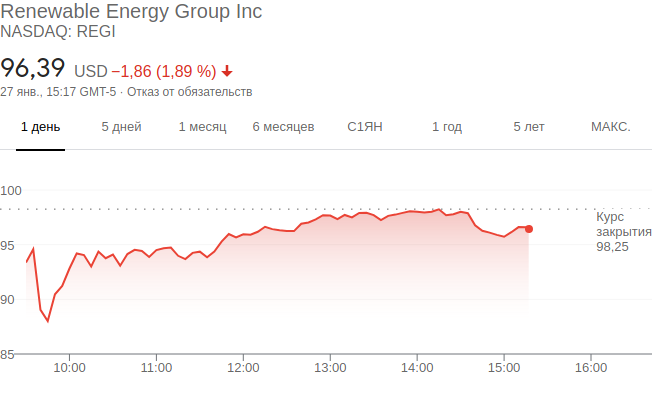 Renewable Energy Group Inc
NASDAQ: REGI
96,39 USD −1,86 (1,89 %)
27 янв., 15:17 GMT-5 · Отказ от обязательств
1 день 5 дней 1 месяц 6 месяцев С1ЯН 1 год 5 лет МАКС.
100
95
90
85
Курс
закрытия
98,25
10:00 11:00 12:00 13:00 14:00 15:00 16:00